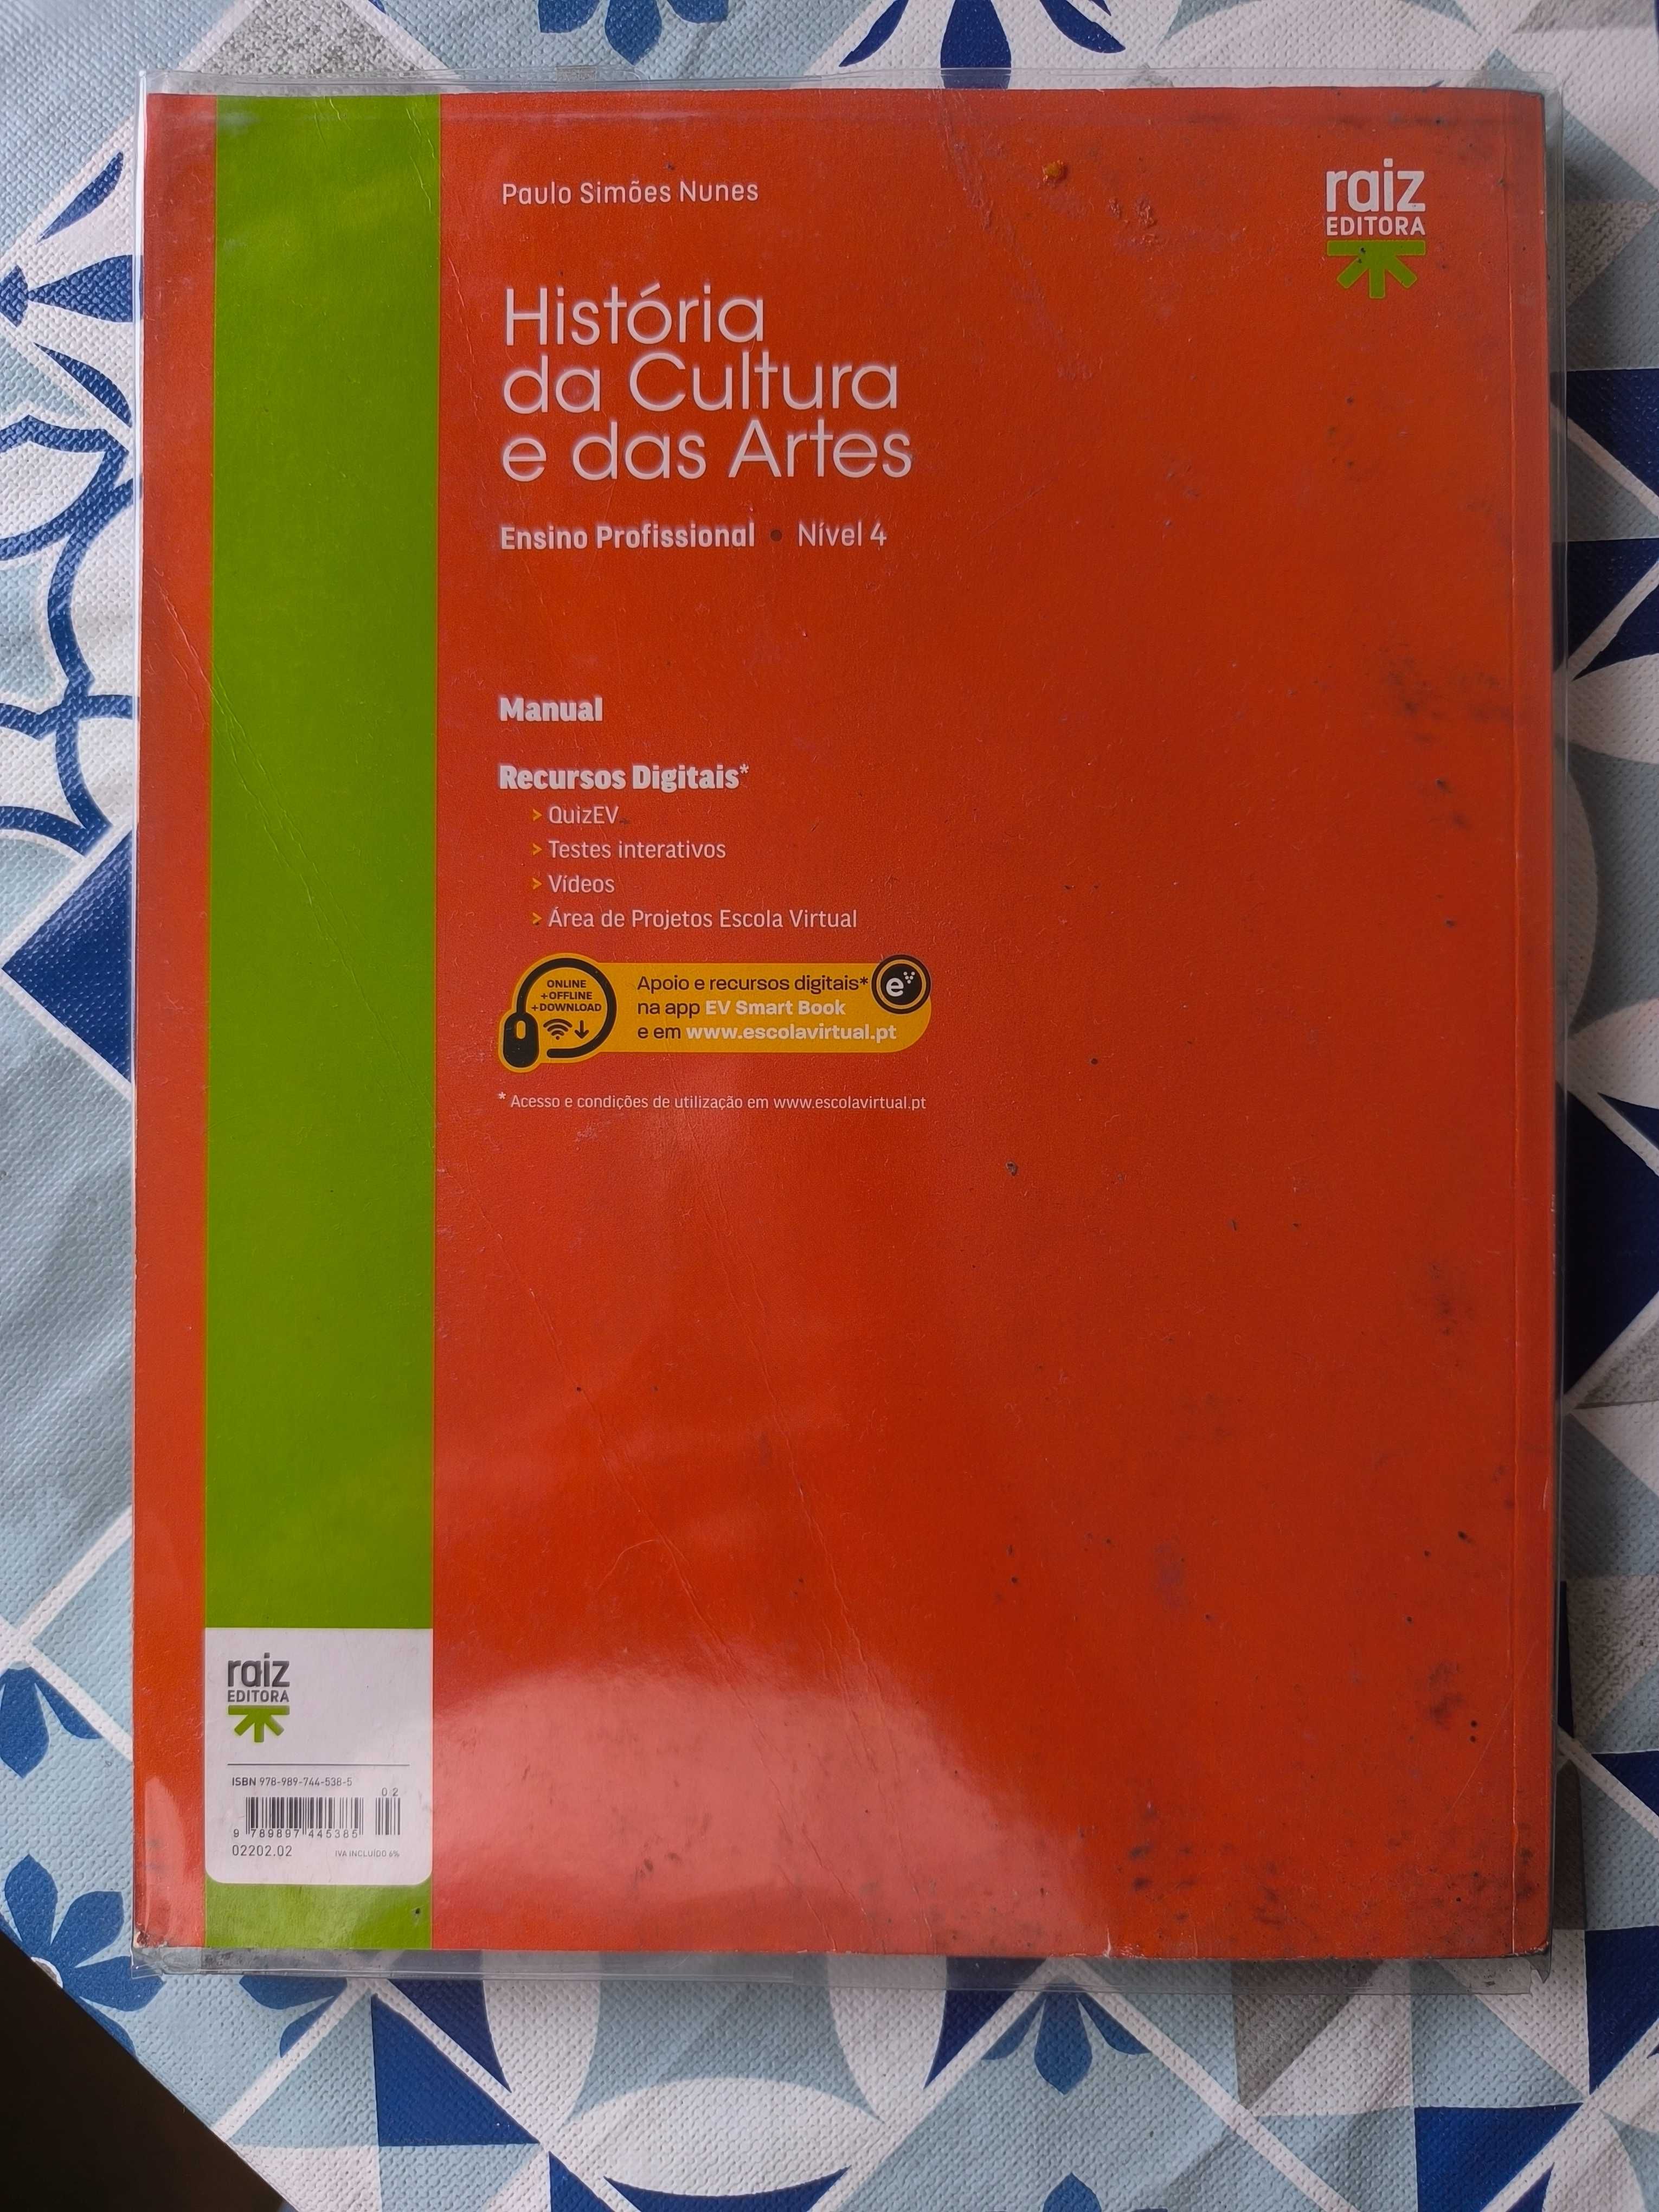 Paulo Simões Nunes
raiz
EDITORA
História
da Cultura
e das Artes
Ensino Profissional • Nível 4
Manual
Recursos Digitais*
> QuizEV
> Testes interativos
> Vídeos
> Área de Projetos Escola Virtual
ONLINE
+OFFLINE
+DOWNLOAD
Apoio e recursos digitais*
na app EV Smart Book
e em www.escolavirtual.pt
e
* Acesso e condições de utilização em www.escolavirtual.pt
raiz
EDITORA
ISBN 978-989-744-538-5
02
9 789897 445385
02202.02 IVA INCLUÍDO 6%